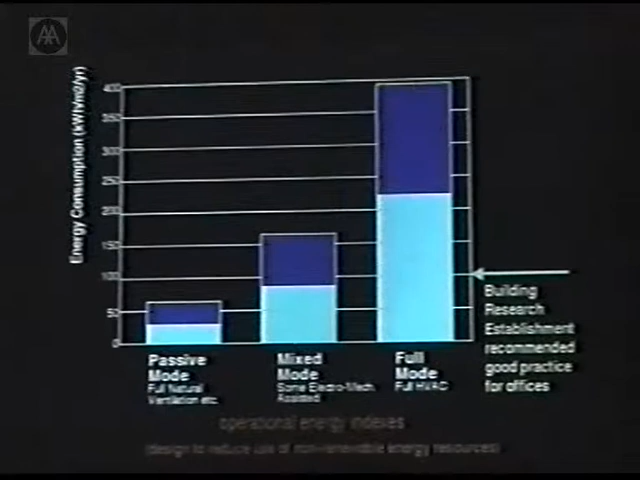 AA
Energy Consumption (kWh/m2/yr)
400
350
300
250
200
150
100
50
0
Passive
Mode
Full Natural
Ventilation etc.
Mixed
Mode
Some Electro-Mech
Assisted
Full
Mode
Full HVAC
Building
Research
Establishment
recommended
good practice
for offices
operational energy indexes
(design to reduce use of non-renewable energy resources)